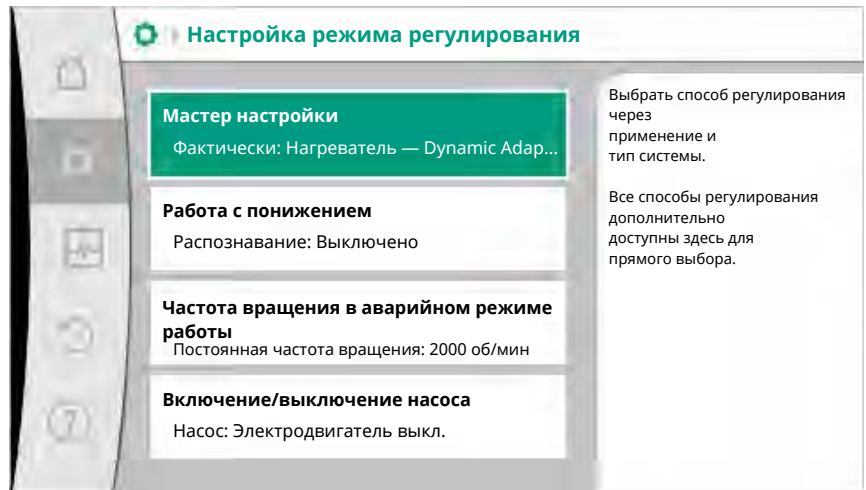 Настройка режима регулирования
Мастер настройки
Фактически: Нагреватель — Dynamic Adap...
Работа с понижением
Распознавание: Выключено
Частота вращения в аварийном режиме
работы
Постоянная частота вращения: 2000 об/мин
Включение/выключение насоса
Насос: Электродвигатель выкл.
Выбрать способ регулирования
через
применение и
тип системы.
Все способы регулирования
дополнительно
доступны здесь для
прямого выбора.